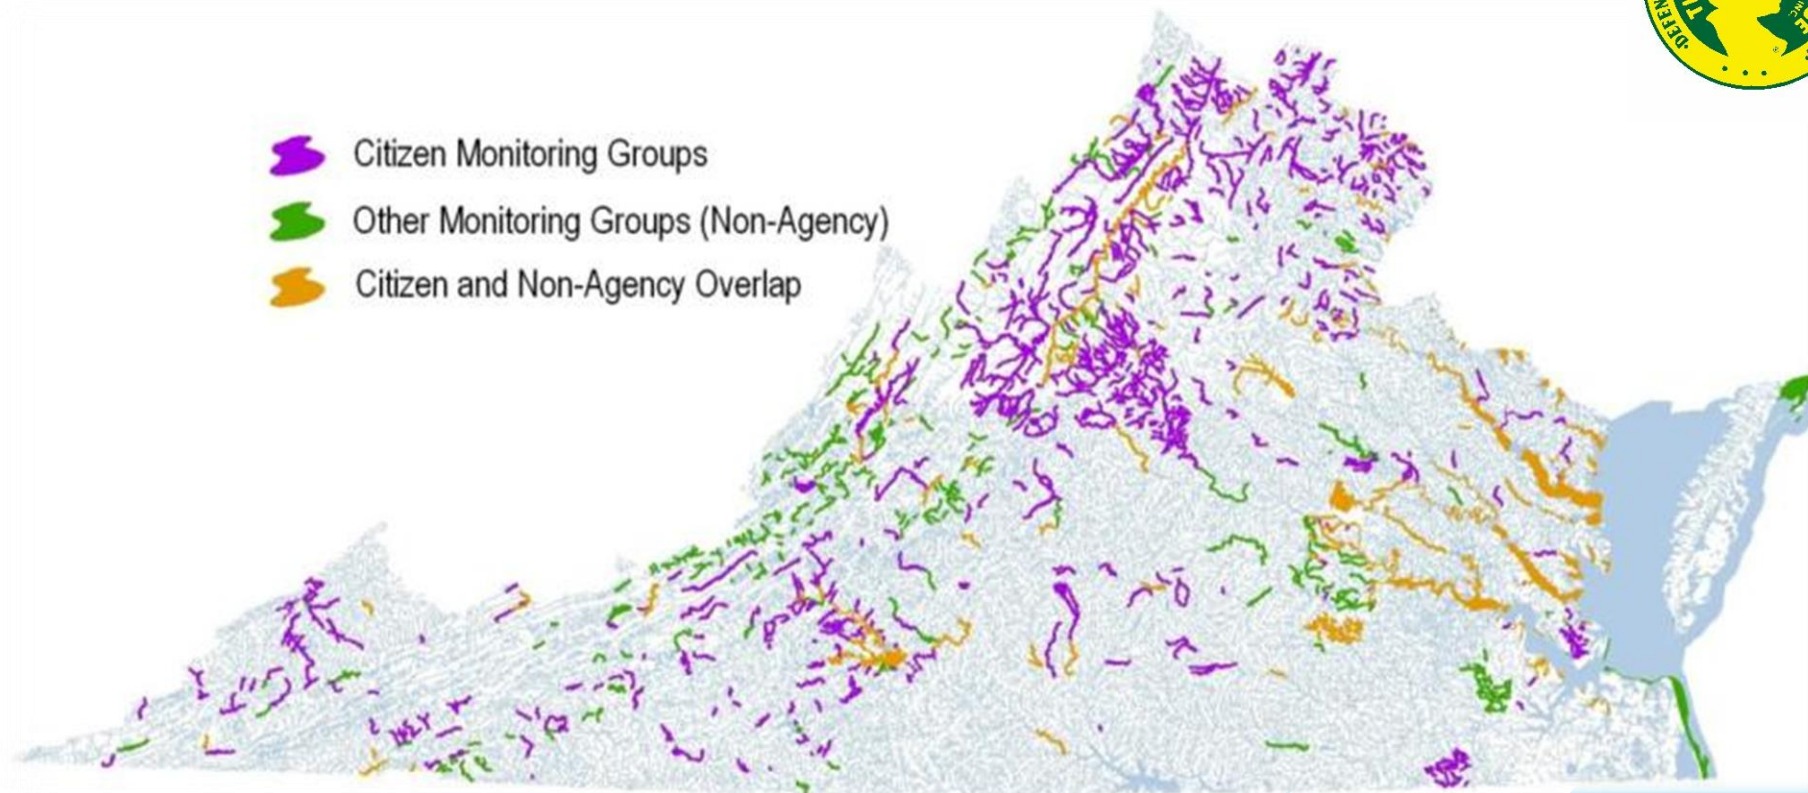 Citizen Monitoring Groups
Other Monitoring Groups (Non-Agency)
Citizen and Non-Agency Overlap